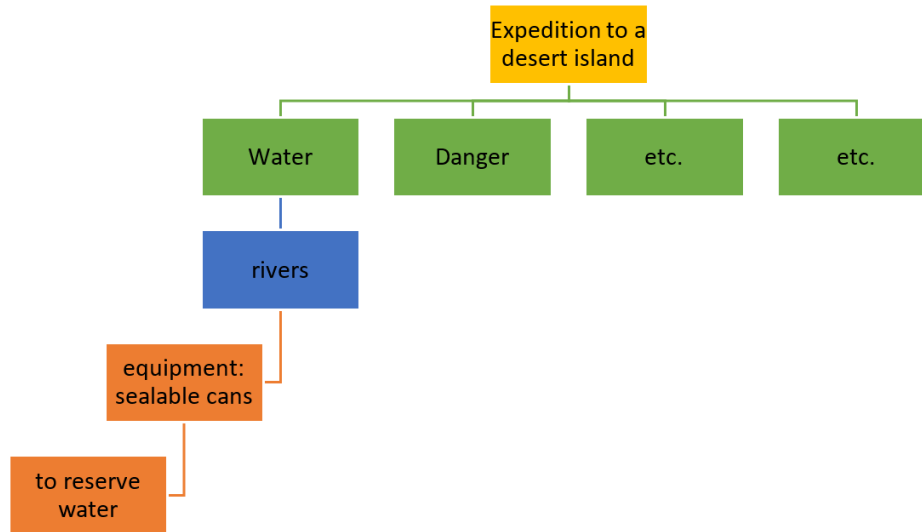 Expedition to a
desert island
Water
Danger
etc.
etc.
rivers
equipment:
sealable cans
to reserve
water